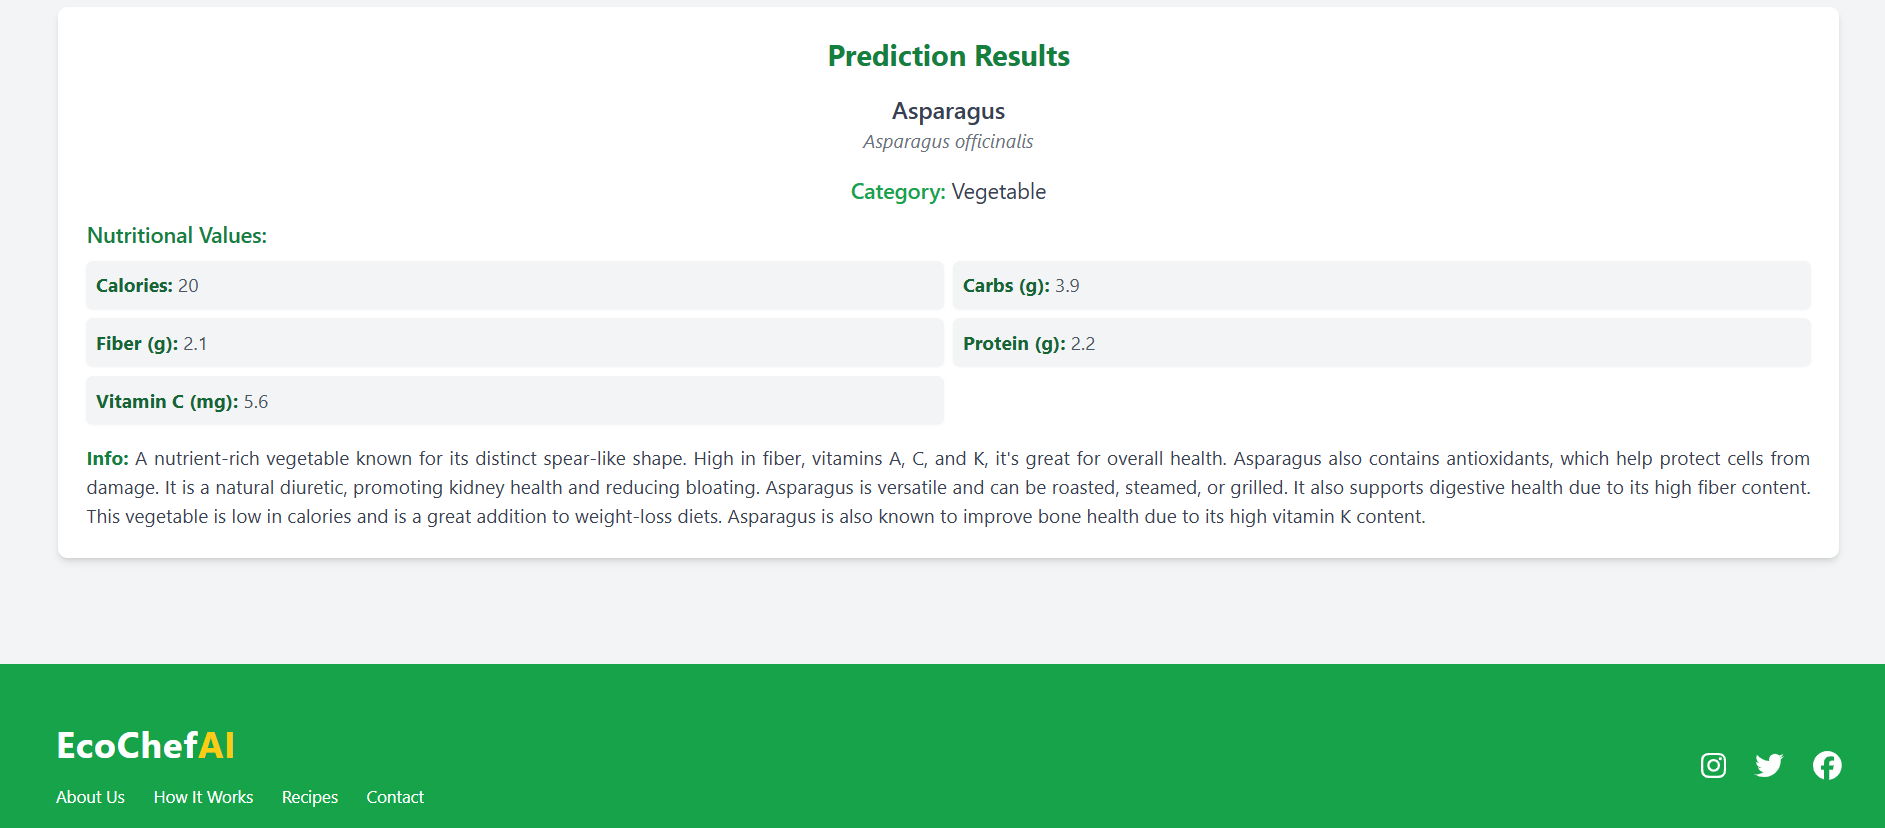 Prediction Results
Asparagus
Asparagus officinalis
Category: Vegetable
Nutritional Values:
Calories: 20
Carbs (g): 3.9
Fiber (g): 2.1
Protein (g): 2.2
Vitamin C (mg): 5.6
Info: A nutrient-rich vegetable known for its distinct spear-like shape. High in fiber, vitamins A, C, and K, it's great for overall health. Asparagus also contains antioxidants, which help protect cells from
damage. It is a natural diuretic, promoting kidney health and reducing bloating. Asparagus is versatile and can be roasted, steamed, or grilled. It also supports digestive health due to its high fiber content.
This vegetable is low in calories and is a great addition to weight-loss diets. Asparagus is also known to improve bone health due to its high vitamin K content.
EcoChefAI
About Us How It Works Recipes Contact